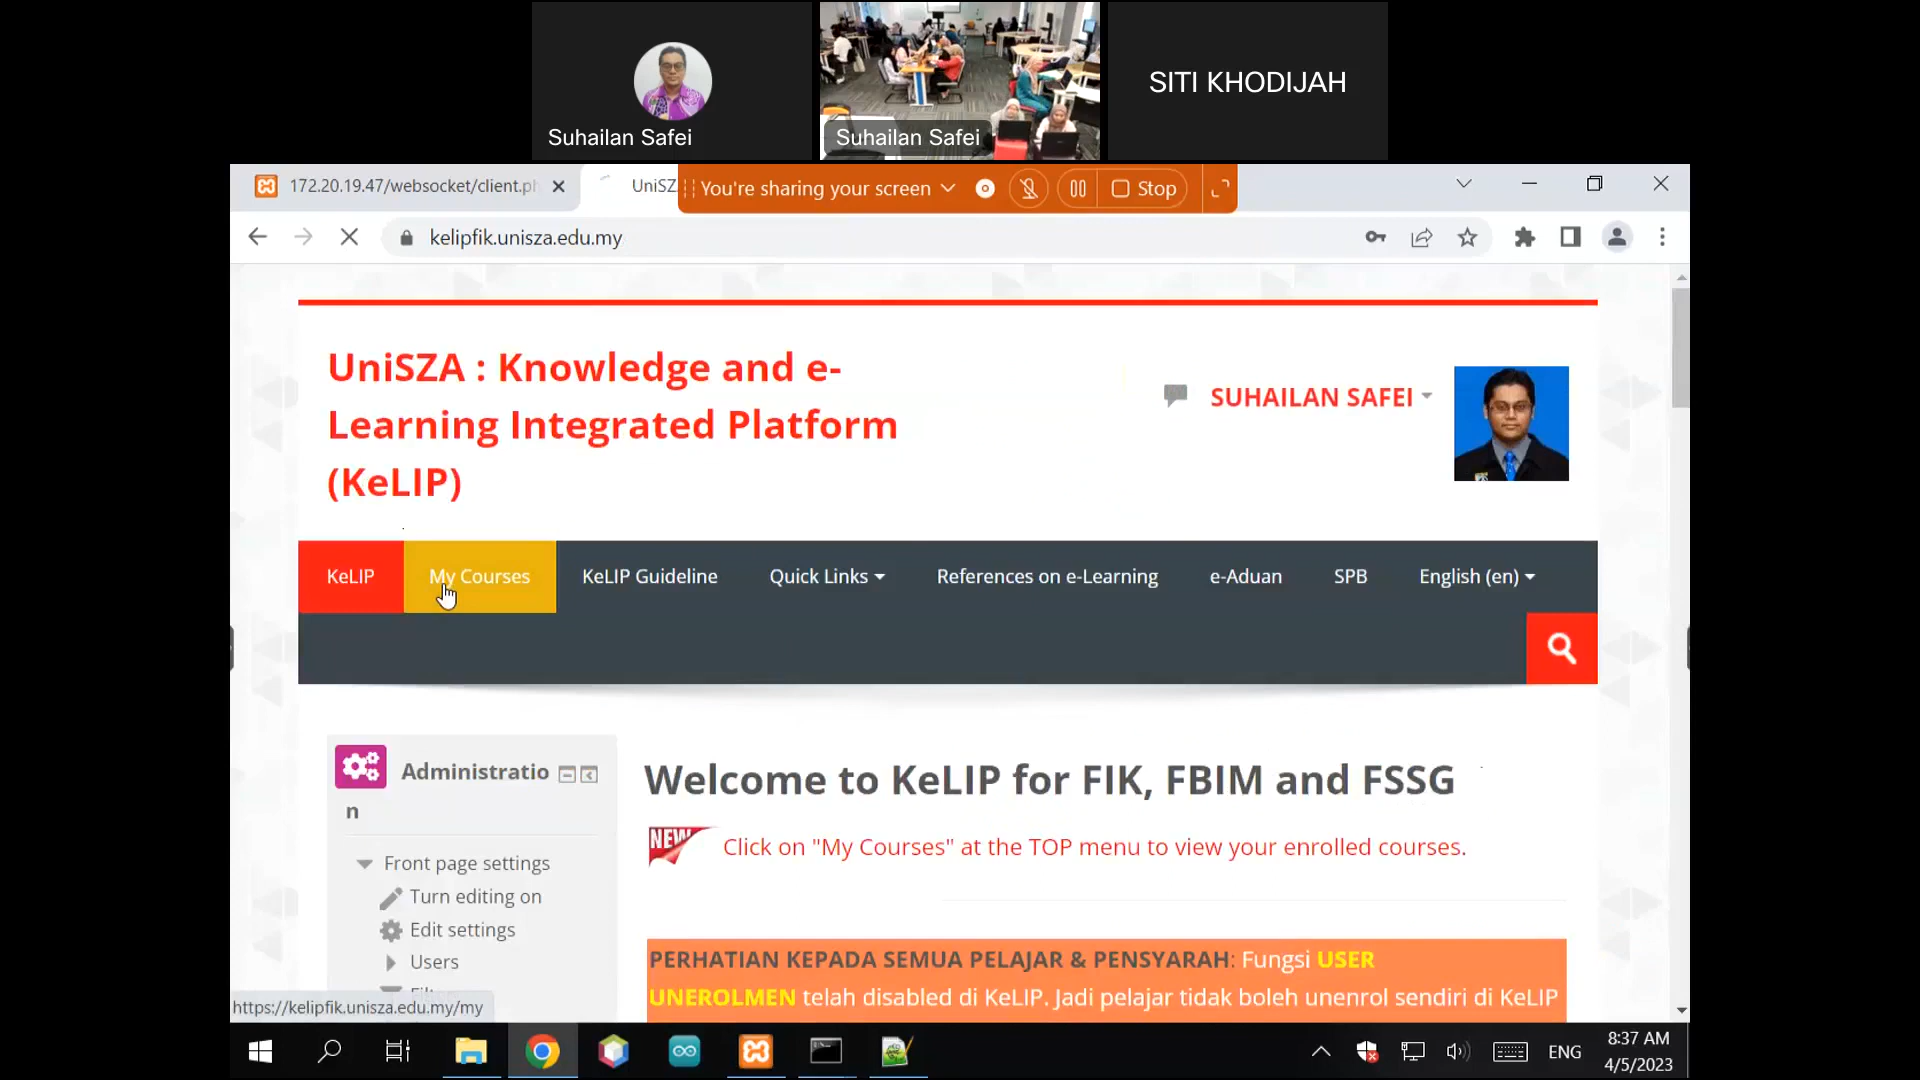 Suhailan Safei
Suhailan Safei
SITI KHODIJAH
172.20.19.47/websocket/client.ph
UniSZ
You're sharing your screen
Stop
kelipfik.unisza.edu.my
UniSZA : Knowledge and e-
Learning Integrated Platform
(KeLIP)
SUHAILAN SAFEI
KeLIP
My Courses
KeLIP Guideline
Quick Links
References on e-Learning
e-Aduan
SPB
English (en)
Administratio
n
Front page settings
Turn editing on
Edit settings
Users
Welcome to KeLIP for FIK, FBIM and FSSG
NEW
Click on "My Courses" at the TOP menu to view your enrolled courses.
PERHATIAN KEPADA SEMUA PELAJAR & PENSYARAH: Fungsi USER
UNEROLMEN telah disabled di KeLIP. Jadi pelajar tidak boleh unenrol sendiri di KeLIP
https://kelipfik.unisza.edu.my/my
ENG
8:37 AM
4/5/2023